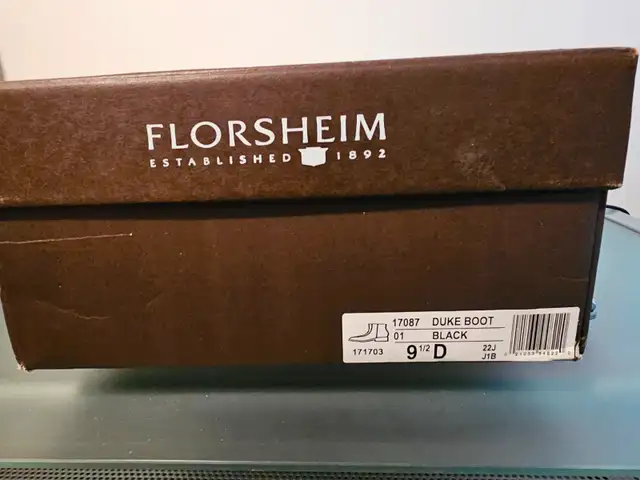 FLORSHEIM
ESTABLISHED 1892
17087 DUKE BOOT
01 BLACK
171703 9 1/2 D 22J
J1B